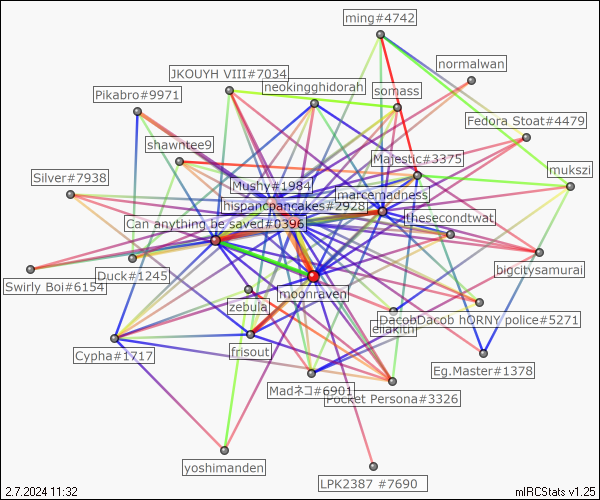 ming#4742
normalwan
JKOUYH VIII#7034
neokingghidorah
somass
Pikabro#9971
Fedora Stoat#4479
shawntee9
Majestic#3375
mukszi
Silver#7938
Mushy#1984
marcemadness
hispancpancakes#2928
thesecondtwat
Can anything be saved#0396
bigcitysamurai
Swirly Boi#6154
Duck#1245
moonraven
zebula
DacobDacob hORNY police#5271
eliakith
Cypha#1717
frisout
Eg.Master#1378
Madネコ#6901
Pocket Persona#3326
yoshimanden
LPK2387 #7690
2.7.2024 11:32
mIRCStats v1.25